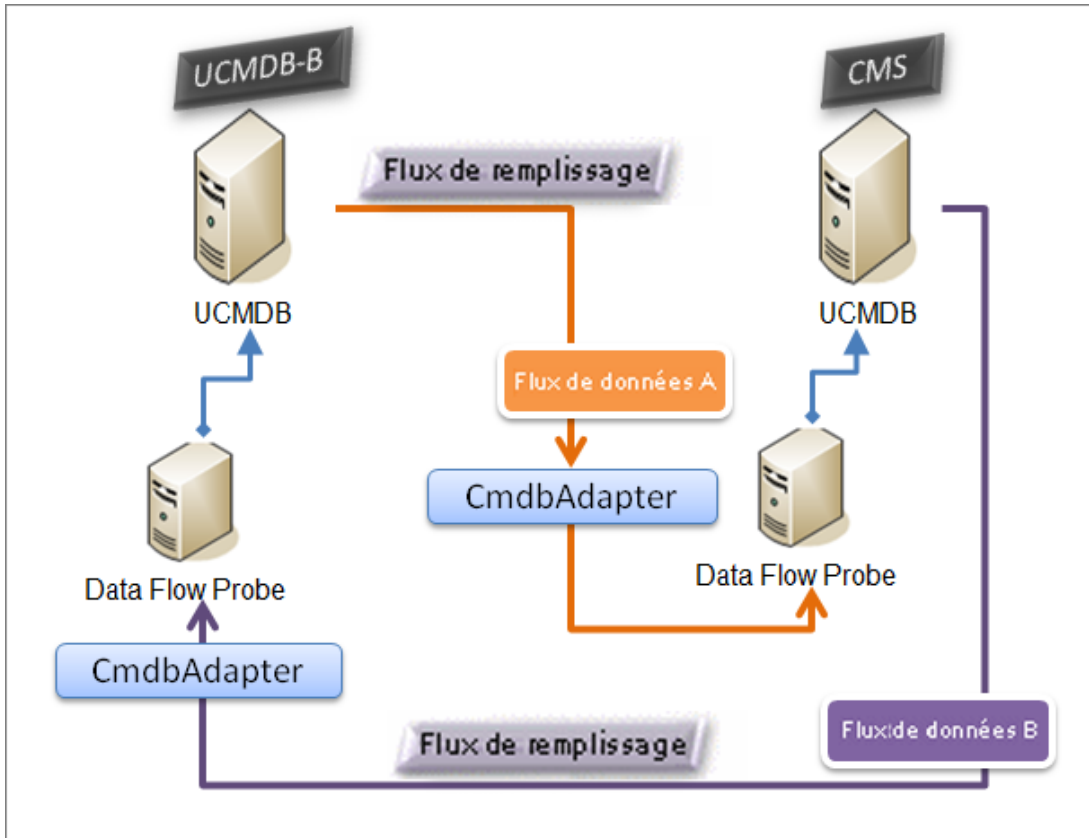 UCMDB-B
CMS
Flux de remplissage
UCMDB
UCMDB
Flux de données A
CmdbAdapter
Data Flow Probe
Data Flow Probe
CmdbAdapter
Flux de données B
Flux de remplissage